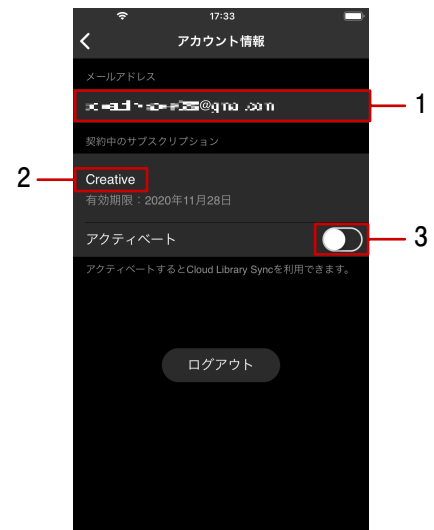 17:33
アカウント情報
メールアドレス
@gmail.com
1
契約中のサブスクリプション
2
Creative
有効期限：2020年11月28日
アクティベート
3
アクティベートするとCloud Library Syncを利用できます。
ログアウト